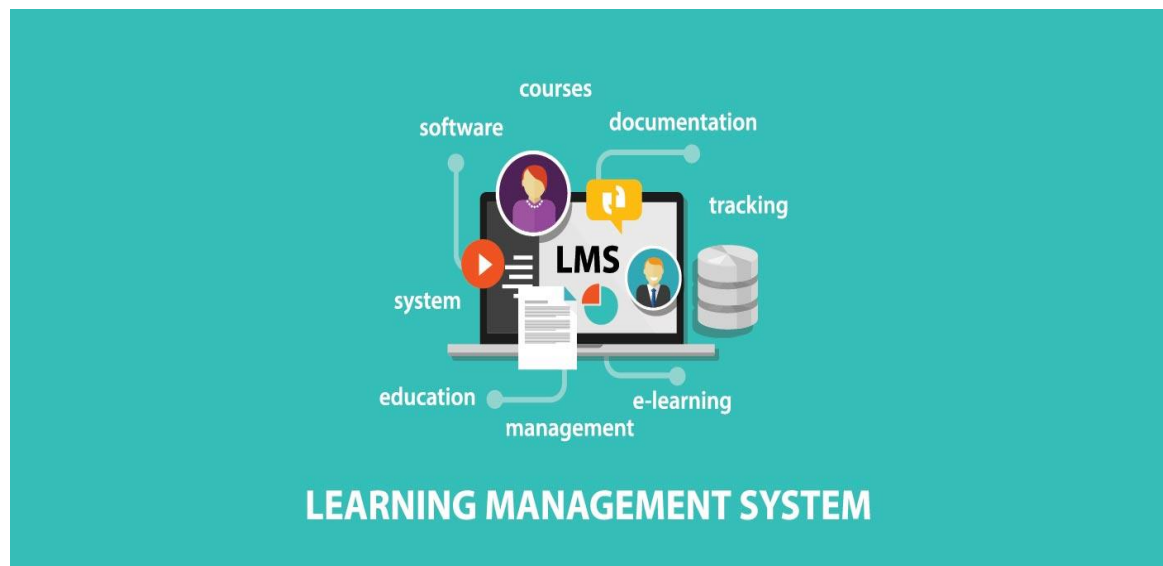 courses
software
documentation
tracking
LMS
system
education
e-learning
management
LEARNING MANAGEMENT SYSTEM